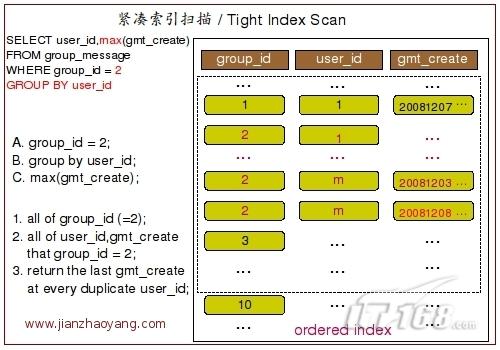 紧凑索引扫描 / Tight Index Scan
SELECT user_id,max(gmt_create)
FROM group_message
WHERE group_id = 2
GROUP BY user_id
A. group_id = 2;
B. group by user_id;
C. max(gmt_create);
1. all of group_id (=2);
2. all of user_id,gmt_create
that group_id = 2;
3. return the last gmt_create
at every duplicate user_id;
www.jianzhaoyang.com
group_id user_id gmt_create
... ... ...
1 1 20081207 ...
2 1
... ... ...
2 m 20081203 ...
2 m 20081208 ...
3 ... ...
... ... ...
10 ...
... ... ...
ordered index
IT168.com